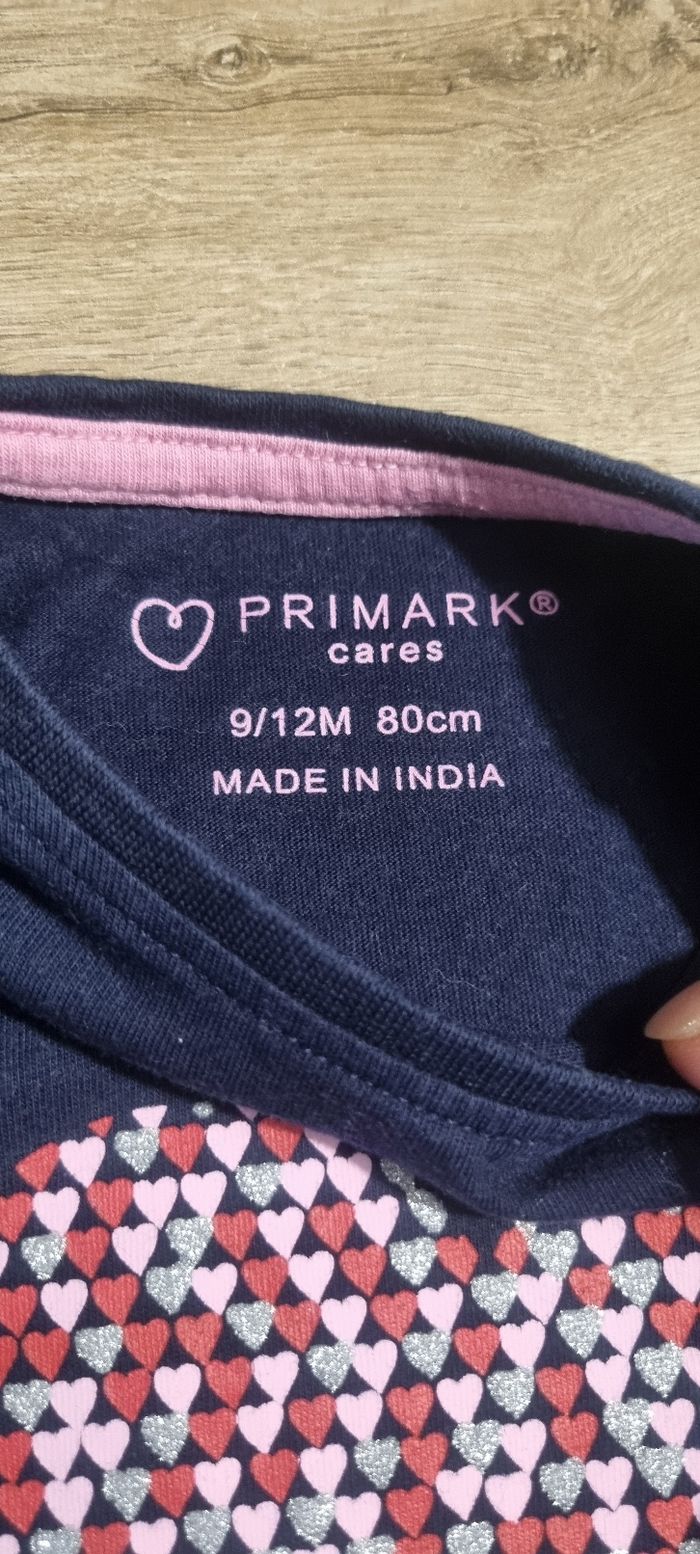 PRIMARK®
cares
9/12M 80cm
MADE IN INDIA